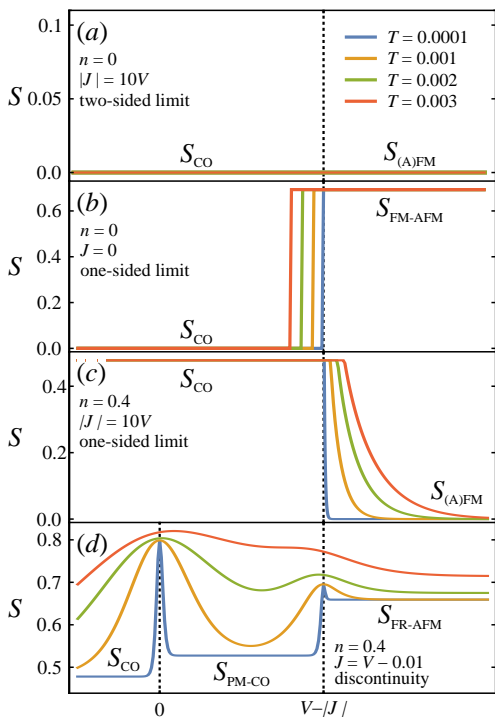 0.1
(a)
n = 0
|J| = 10V
two-sided limit
T = 0.0001
T = 0.001
T = 0.002
T = 0.003
S
0.05
S_CO
S_(A)FM
0.0
(b)
n = 0
J = 0
one-sided limit
0.6
0.4
S
0.2
S_FM-AFM
S_CO
0.0
(c)
S_CO
0.4
n = 0.4
|J| = 10V
one-sided limit
S
0.2
S_(A)FM
0.0
(d)
0.8
0.7
S
0.6
0.5
S_CO
S_PM-CO
S_FR-AFM
n = 0.4
J = V − 0.01
discontinuity
0
V−|J|